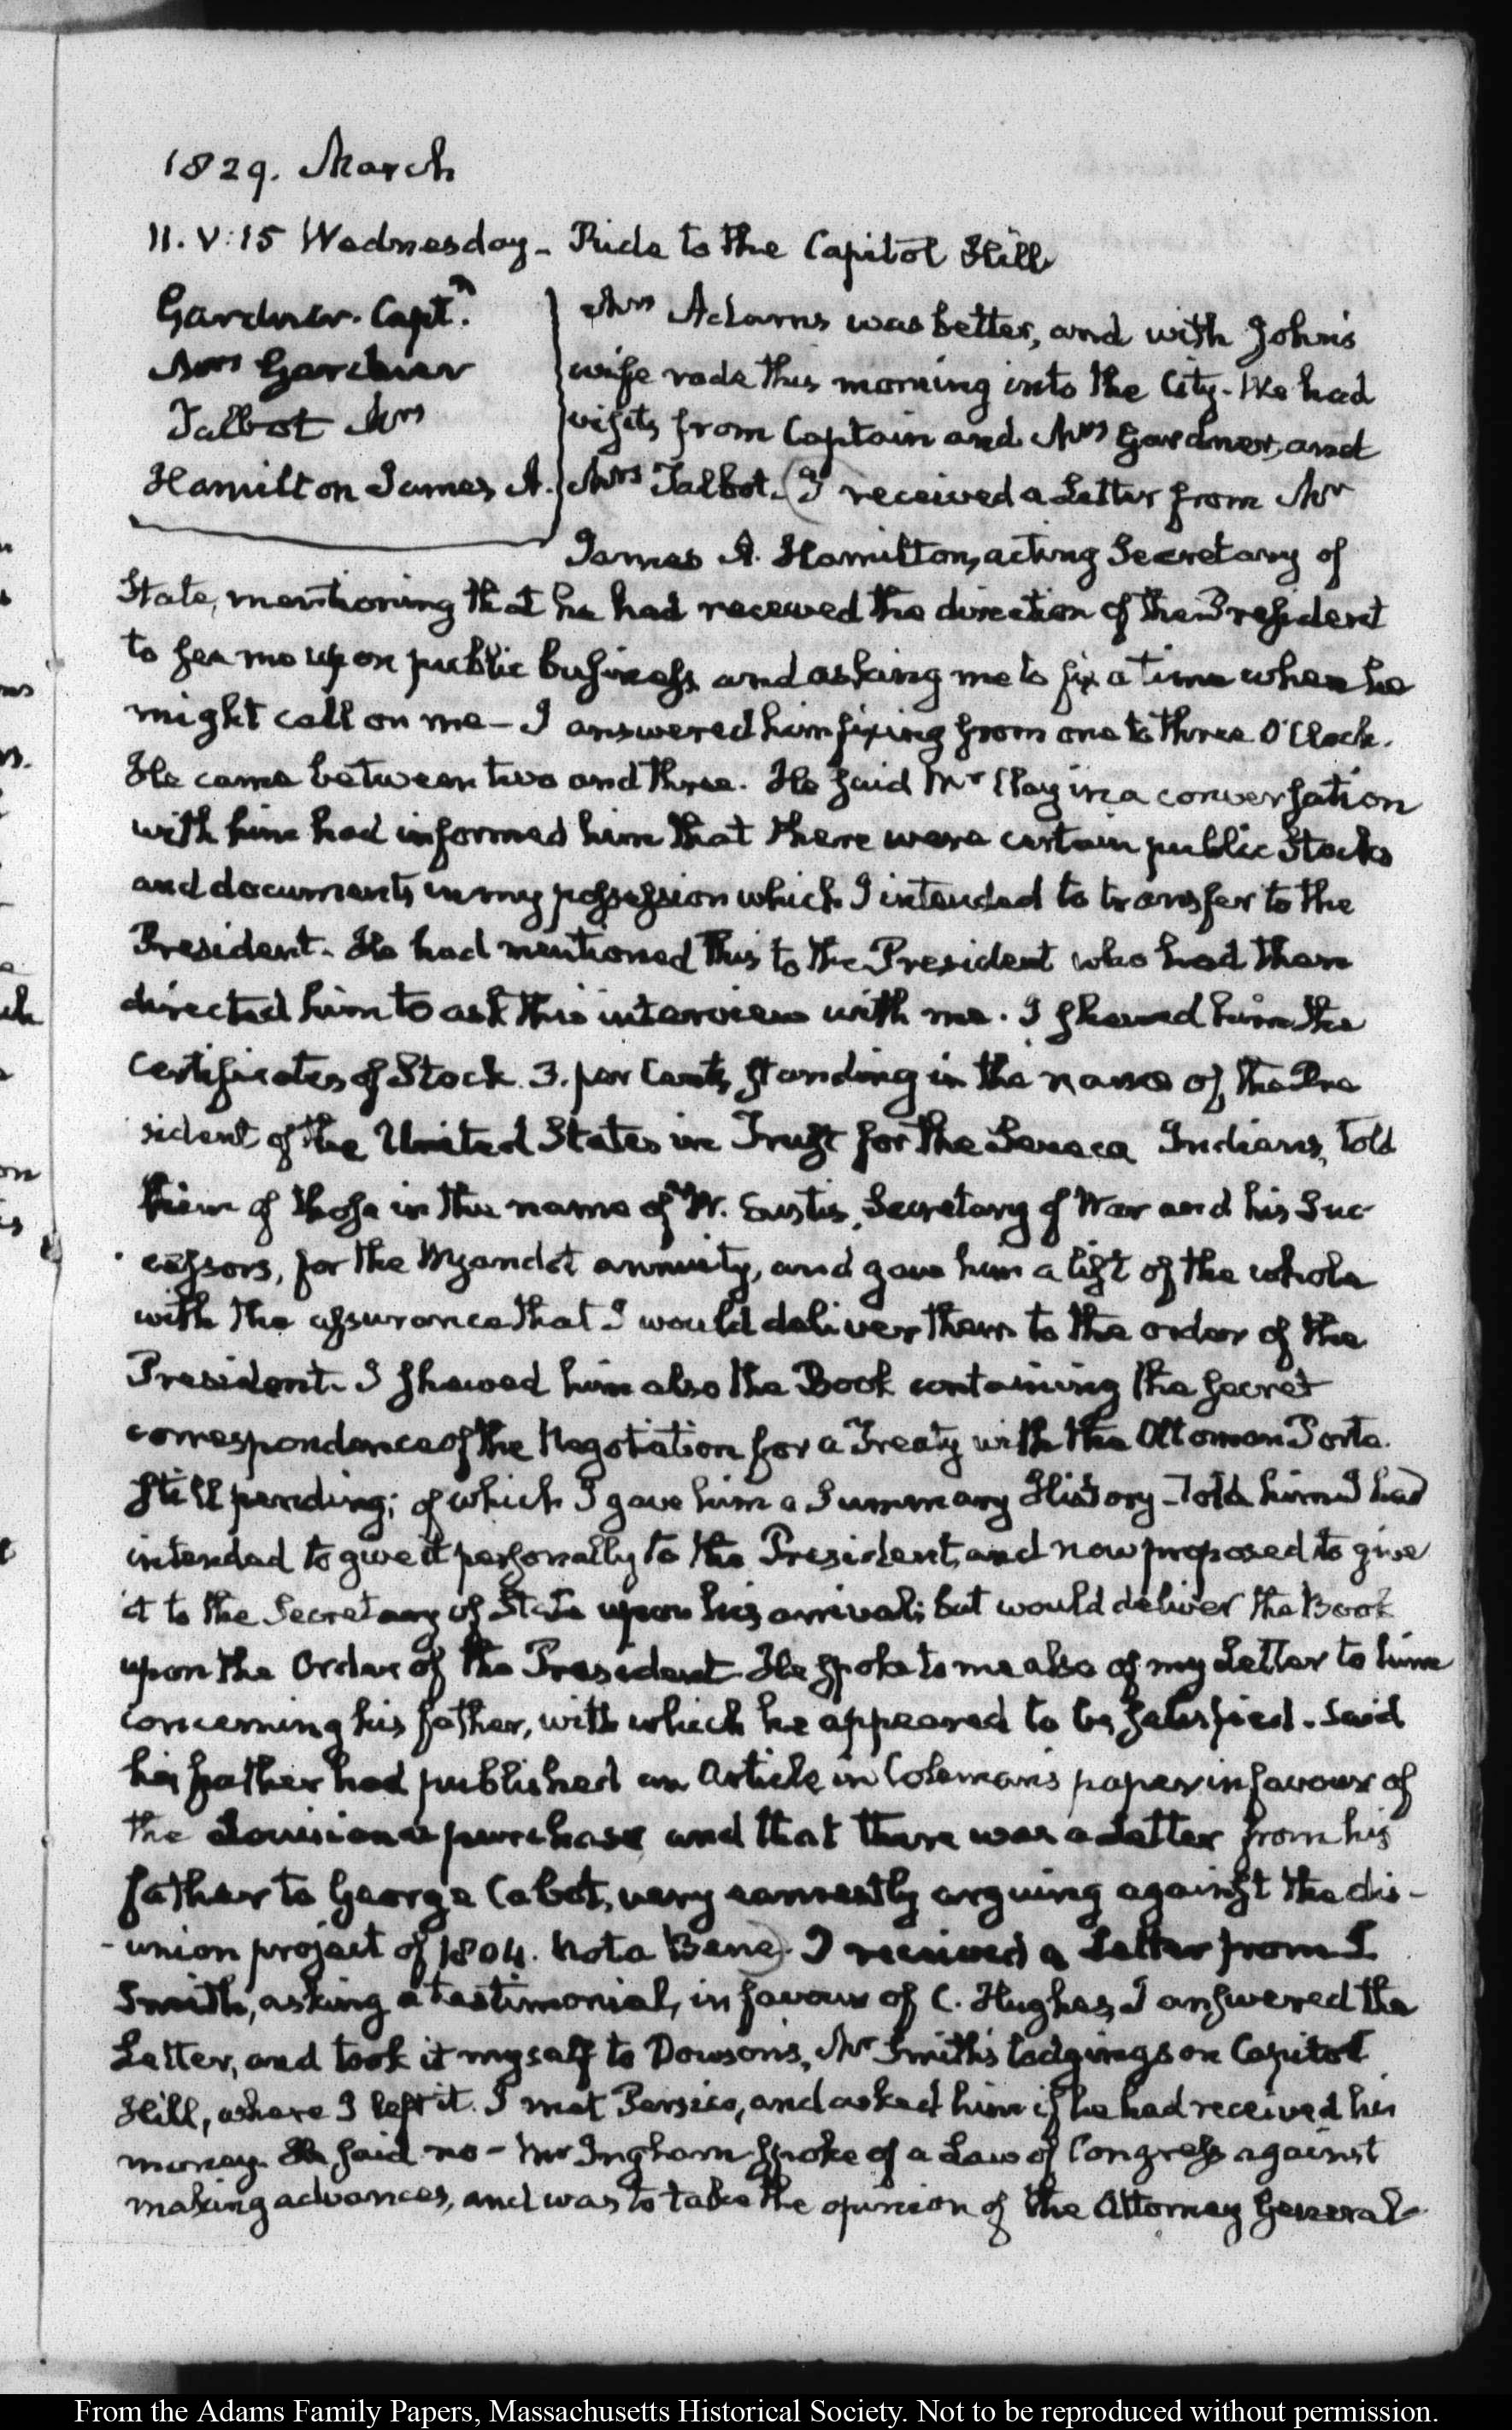 1829. March
11. V:15 Wednesday – Ride to the Capitol Hill
Gardner. Captn.
Mrs Gardner
Talbot Mrs
Hamilton James A.
Mrs Adams was better, and with John's
wife rode this morning into the City. We had
visits from Captain and Mrs Gardner, and
Mrs Talbot. (I received a Letter from Mr
James A. Hamilton, acting Secretary of
State, mentioning that he had received the direction of the President
to see me upon public business and asking me to fix a time when he
might call on me – I answered him fixing from one to three O'Clock.
He came between two and three. He said Mr Clay in a conversation
with him had informed him that there were certain public Stocks
and documents in my possession which I intended to transfer to the
President. He had mentioned this to the President who had then
directed him to ask this interview with me. I shewed him the
Certificates of Stock. 3. per Cents, standing in the name of the Pre
sident of the United States in Trust for the Seneca Indians, told
him of those in the name of W. Eustis, Secretary of War and his Suc-
cessors, for the Wyandot annuity, and gave him a list of the whole
with the assurance that I would deliver them to the order of the
President. I shewed him also the Book containing the secret
correspondence of the Negotiation for a Treaty with the Ottoman Porte.
still pending; of which I gave him a Summary History – Told him I had
intended to give it personally to the President, and now proposed to give
it to the Secretary of State upon his arrival; but would deliver the Book
upon the Order of the President. He spoke to me also of my Letter to him
concerning his father, with which he appeared to be satisfied. Said
his father had published an Article in Coleman's paper in favour of
the Louisiana purchase, and that there was a Letter from his
father to George Cabot, very earnestly arguing against the dis-
-union project of 1804. Nota Bene) I received a Letter from I
Smith, asking a testimonial, in favour of C. Hughes, I answered the
Letter, and took it myself to Dowson's, Mr Smith's lodgings on Capitol
Hill, where I left it. I met Persico, and asked him if he had received his
money. He said no – Mr Ingham spoke of a Law of Congress against
making advances, and was to take the opinion of the Attorney General
From the Adams Family Papers, Massachusetts Historical Society. Not to be reproduced without permission.